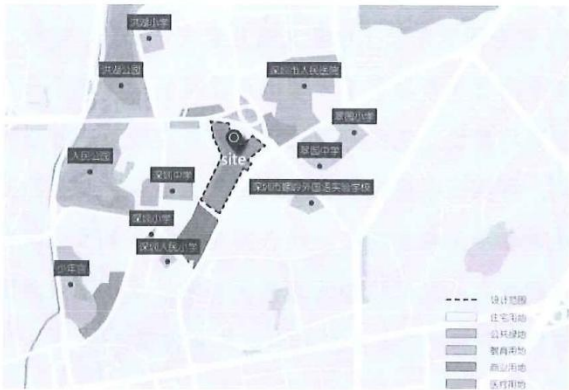 洪湖小学
洪湖公园
深圳市人民医院
翠园小学
翠园中学
site
人民公园
深圳中学
深圳市螺岭外国语实验学校
深圳小学
深圳人民小学
少年宫
设计范围
住宅用地
公共绿地
教育用地
商业用地
医疗用地